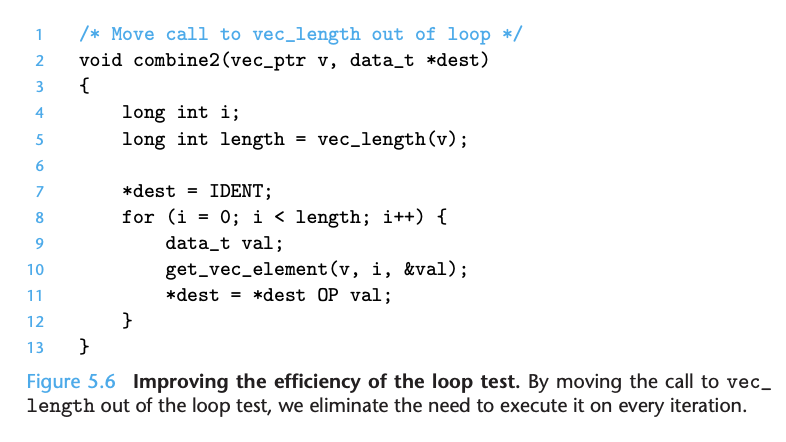 1 /* Move call to vec_length out of loop */
2 void combine2(vec_ptr v, data_t *dest)
3 {
4     long int i;
5     long int length = vec_length(v);
6
7     *dest = IDENT;
8     for (i = 0; i < length; i++) {
9         data_t val;
10         get_vec_element(v, i, &val);
11         *dest = *dest OP val;
12     }
13 }
Figure 5.6 Improving the efficiency of the loop test. By moving the call to vec_
length out of the loop test, we eliminate the need to execute it on every iteration.